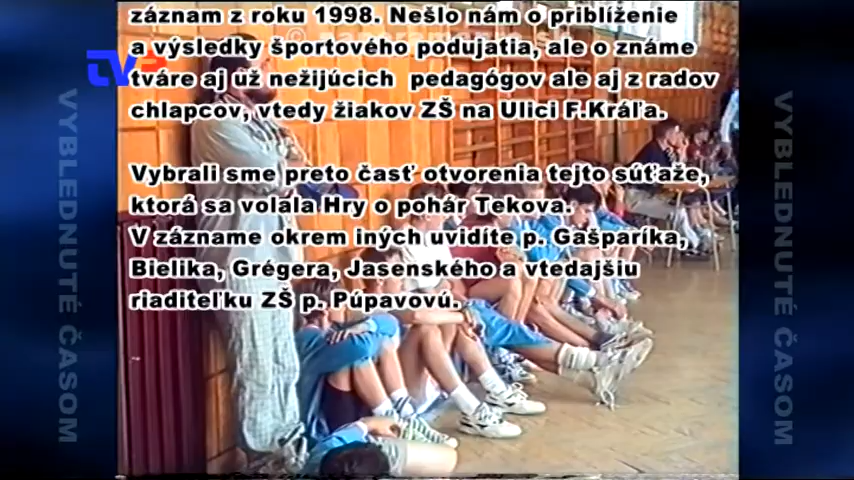 záznam z roku 1998. Nešlo nám o priblíženie
a výsledky športového podujatia, ale o známe
tváre aj už nežijúcich pedagógov ale aj z radov
chlapcov, vtedy žiakov ZŠ na Ulici F.Kráľa.
Vybrali sme preto časť otvorenia tejto súťaže,
ktorá sa volala Hry o pohár Tekova.
V zázname okrem iných uvidíte p. Gašparíka,
Bielika, Grégera, Jasenského a vtedajšiu
riaditeľku ZŠ p. Púpavovú.
VYBLEDNUTÉ ČASOM
VYBLEDNUTÉ ČASOM